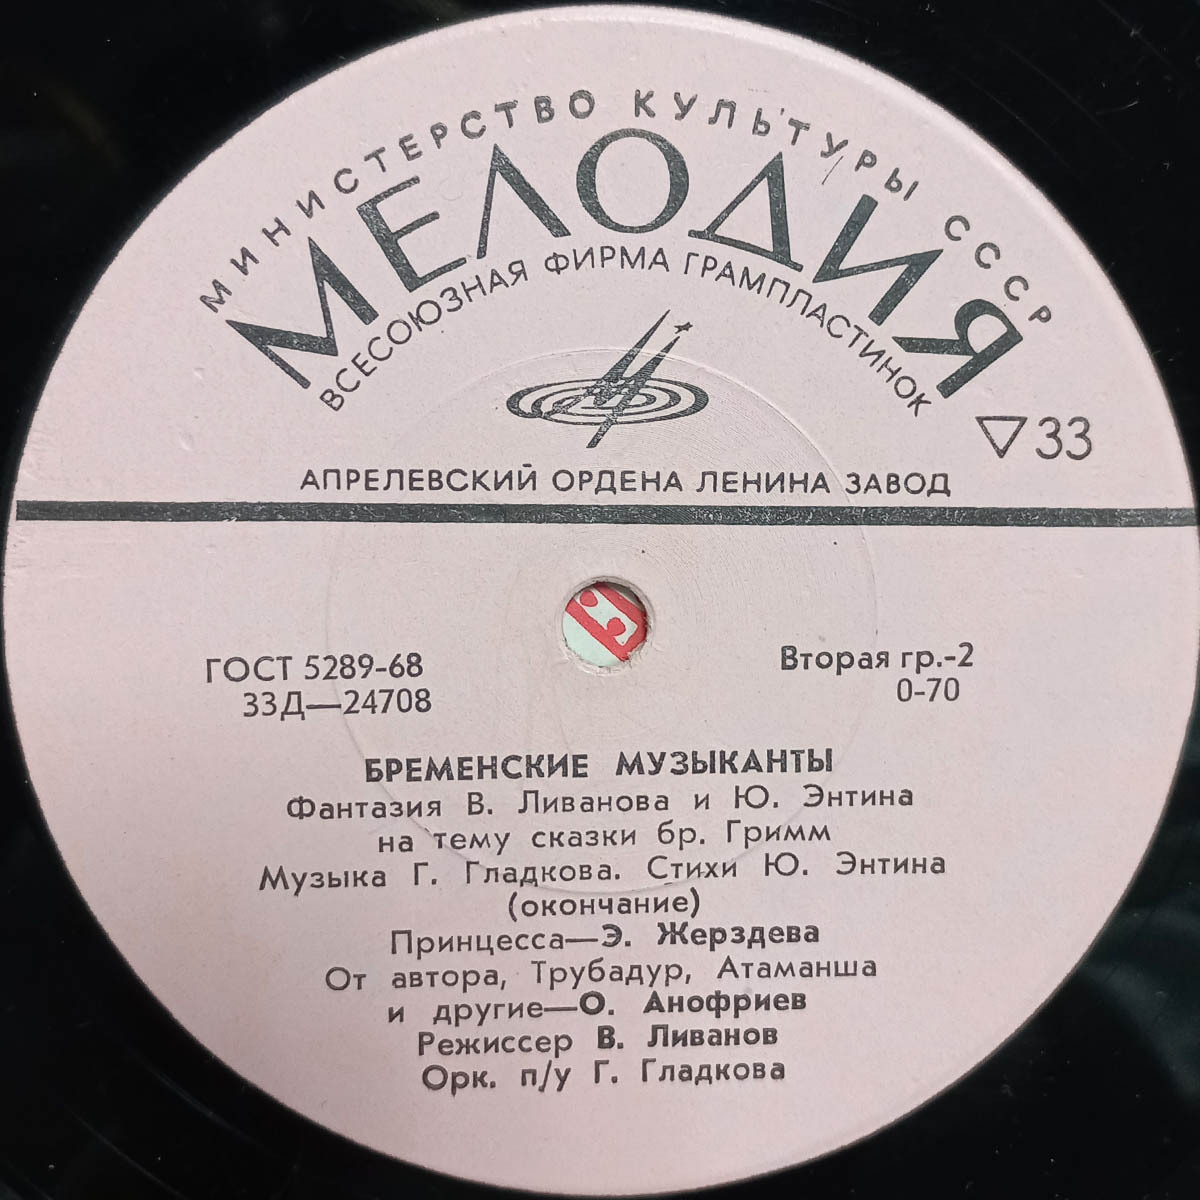 МИНИСТЕРСТВО КУЛЬТУРЫ СССР
МЕЛОДИЯ
ВСЕСОЮЗНАЯ ФИРМА ГРАМПЛАСТИНОК
▽33
АПРЕЛЕВСКИЙ ОРДЕНА ЛЕНИНА ЗАВОД
ГОСТ 5289-68
33Д—24708
Вторая гр.-2
0-70
БРЕМЕНСКИЕ МУЗЫКАНТЫ
Фантазия В. Ливанова и Ю. Энтина
на тему сказки бр. Гримм
Музыка Г. Гладкова. Стихи Ю. Энтина
(окончание)
Принцесса—Э. Жерздева
От автора, Трубадур, Атаманша
и другие—О. Анофриев
Режиссер В. Ливанов
Орк. п/у Г. Гладкова